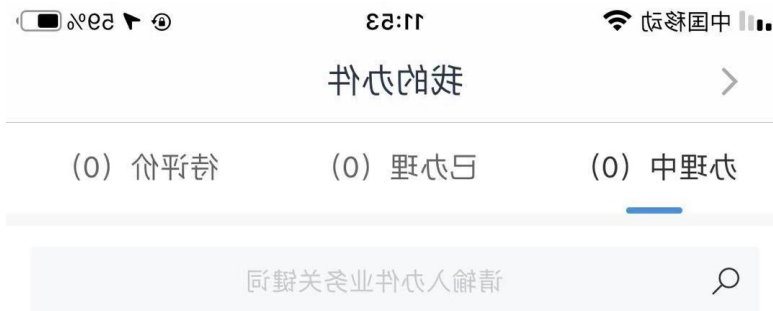 中国移动 11:53 59%
我的办件
办理中（0） 已办理（0） 待评价（0）
请输入办件业务关键词